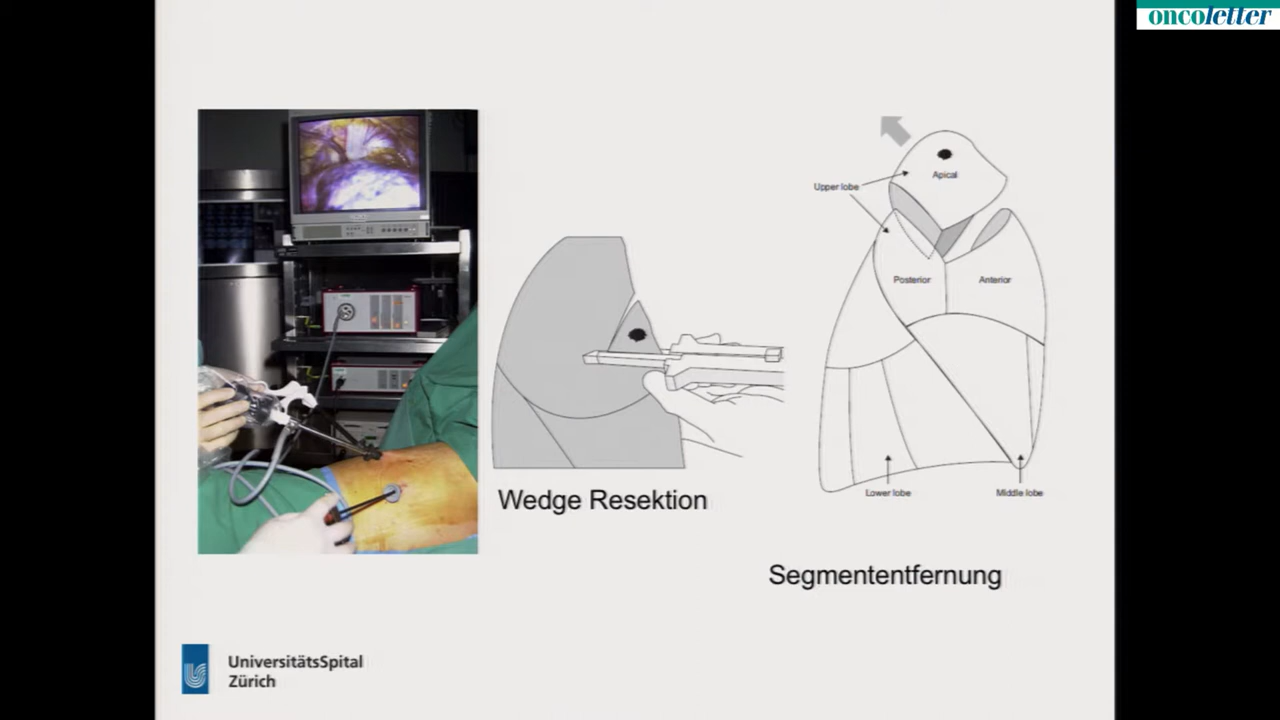 oncoletter
Apical
Upper lobe
Posterior
Anterior
Lower lobe
Middle lobe
Wedge Resektion
Segmententfernung
UniversitätsSpital
Zürich